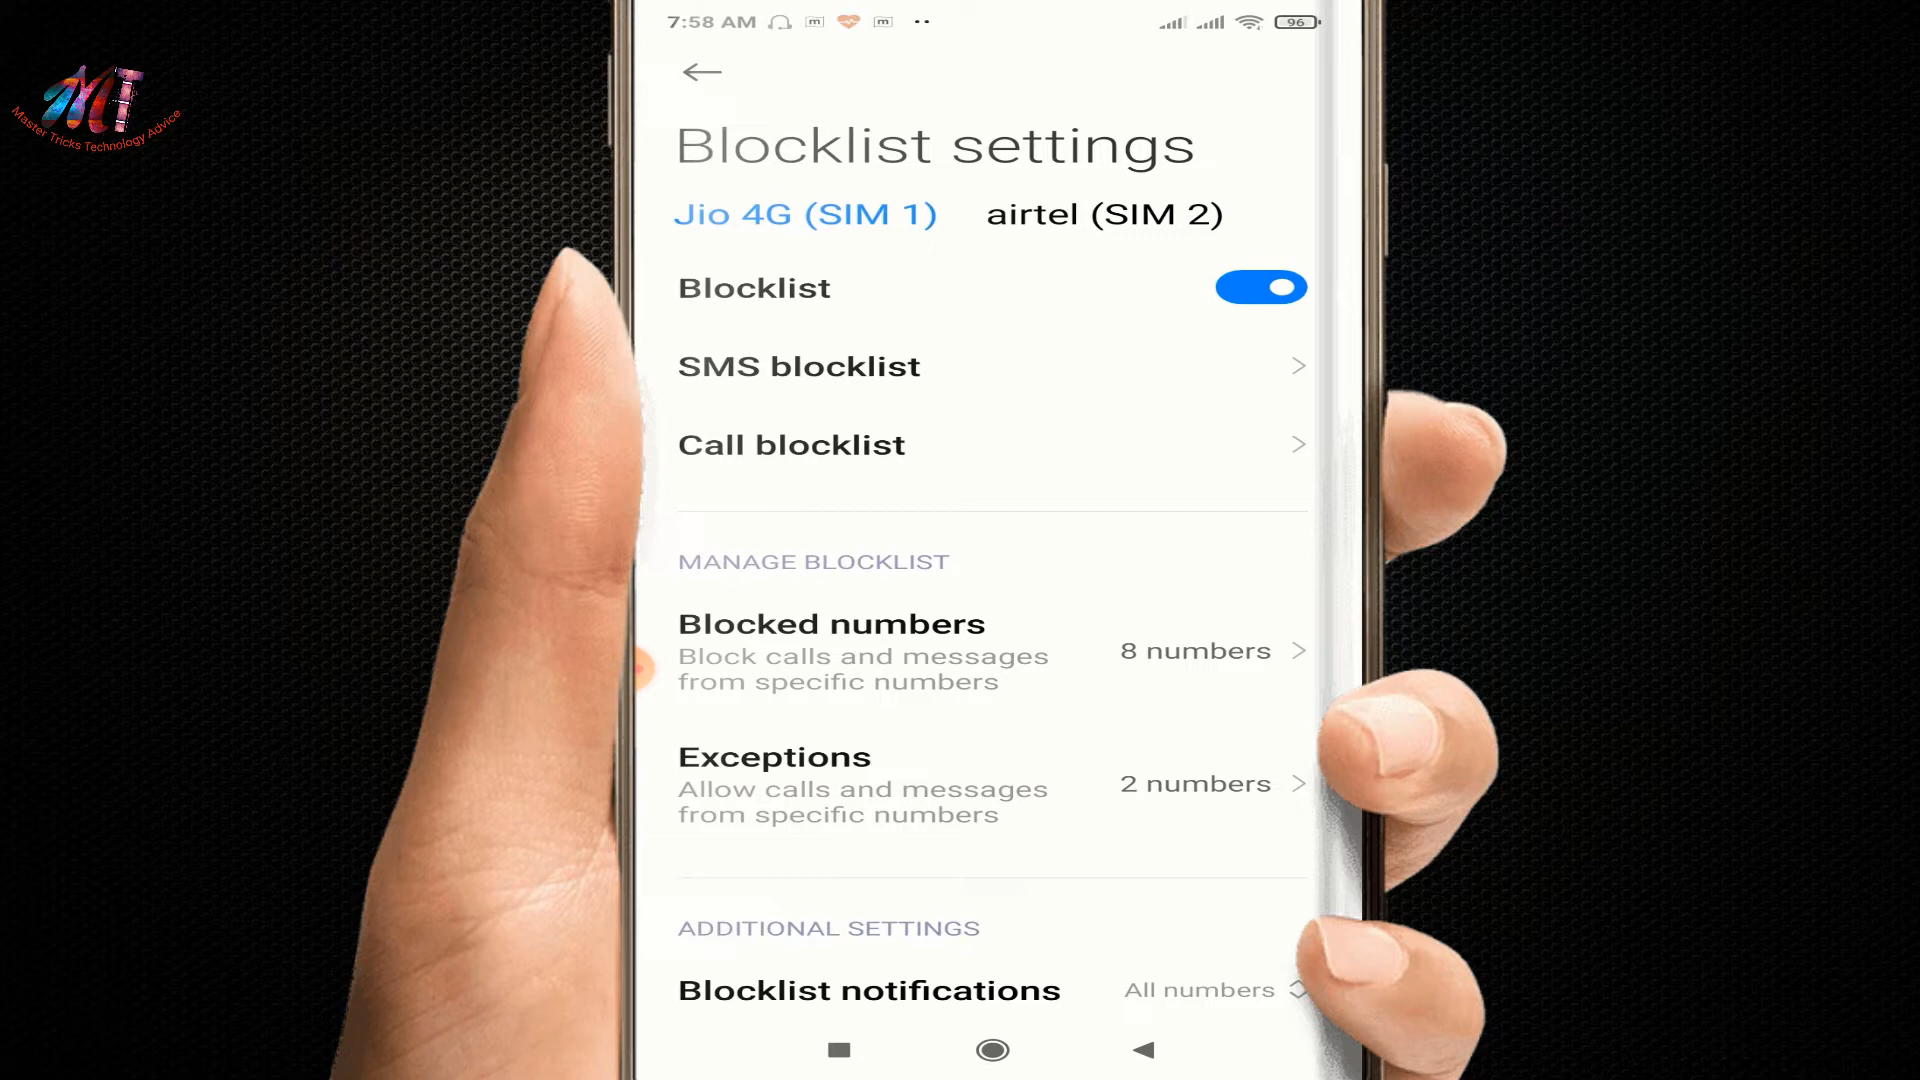 MT
Master Tricks Technology Advice
7:58 AM
96
Blocklist settings
Jio 4G (SIM 1)
airtel (SIM 2)
Blocklist
SMS blocklist
Call blocklist
MANAGE BLOCKLIST
Blocked numbers
Block calls and messages
from specific numbers
8 numbers
Exceptions
Allow calls and messages
from specific numbers
2 numbers
ADDITIONAL SETTINGS
Blocklist notifications
All numbers